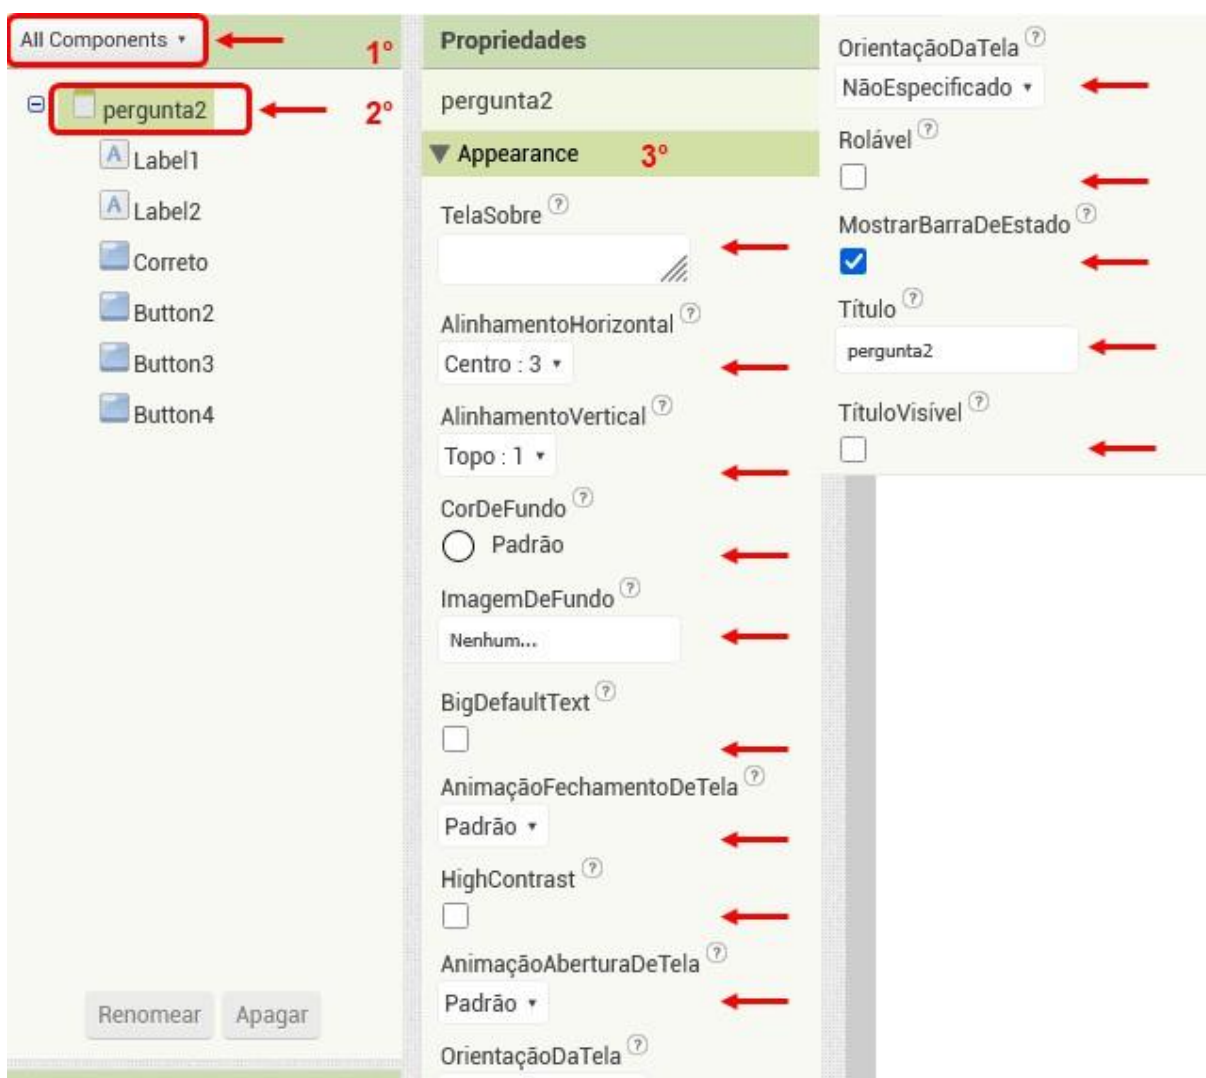 All Components ▾
1º
pergunta2
2º
Label1
Label2
Correto
Button2
Button3
Button4
Renomear
Apagar
Propriedades
pergunta2
Appearance
3º
TelaSobre ?
AlinhamentoHorizontal ?
Centro : 3 ▾
AlinhamentoVertical ?
Topo : 1 ▾
CorDeFundo ?
Padrão
ImagemDeFundo ?
Nenhum...
BigDefaultText ?
AnimaçãoFechamentoDeTela ?
Padrão ▾
HighContrast ?
AnimaçãoAberturaDeTela ?
Padrão ▾
OrientaçãoDaTela ?
OrientaçãoDaTela ?
NãoEspecificado ▾
Rolável ?
MostrarBarraDeEstado ?
Título ?
pergunta2
TítuloVisível ?